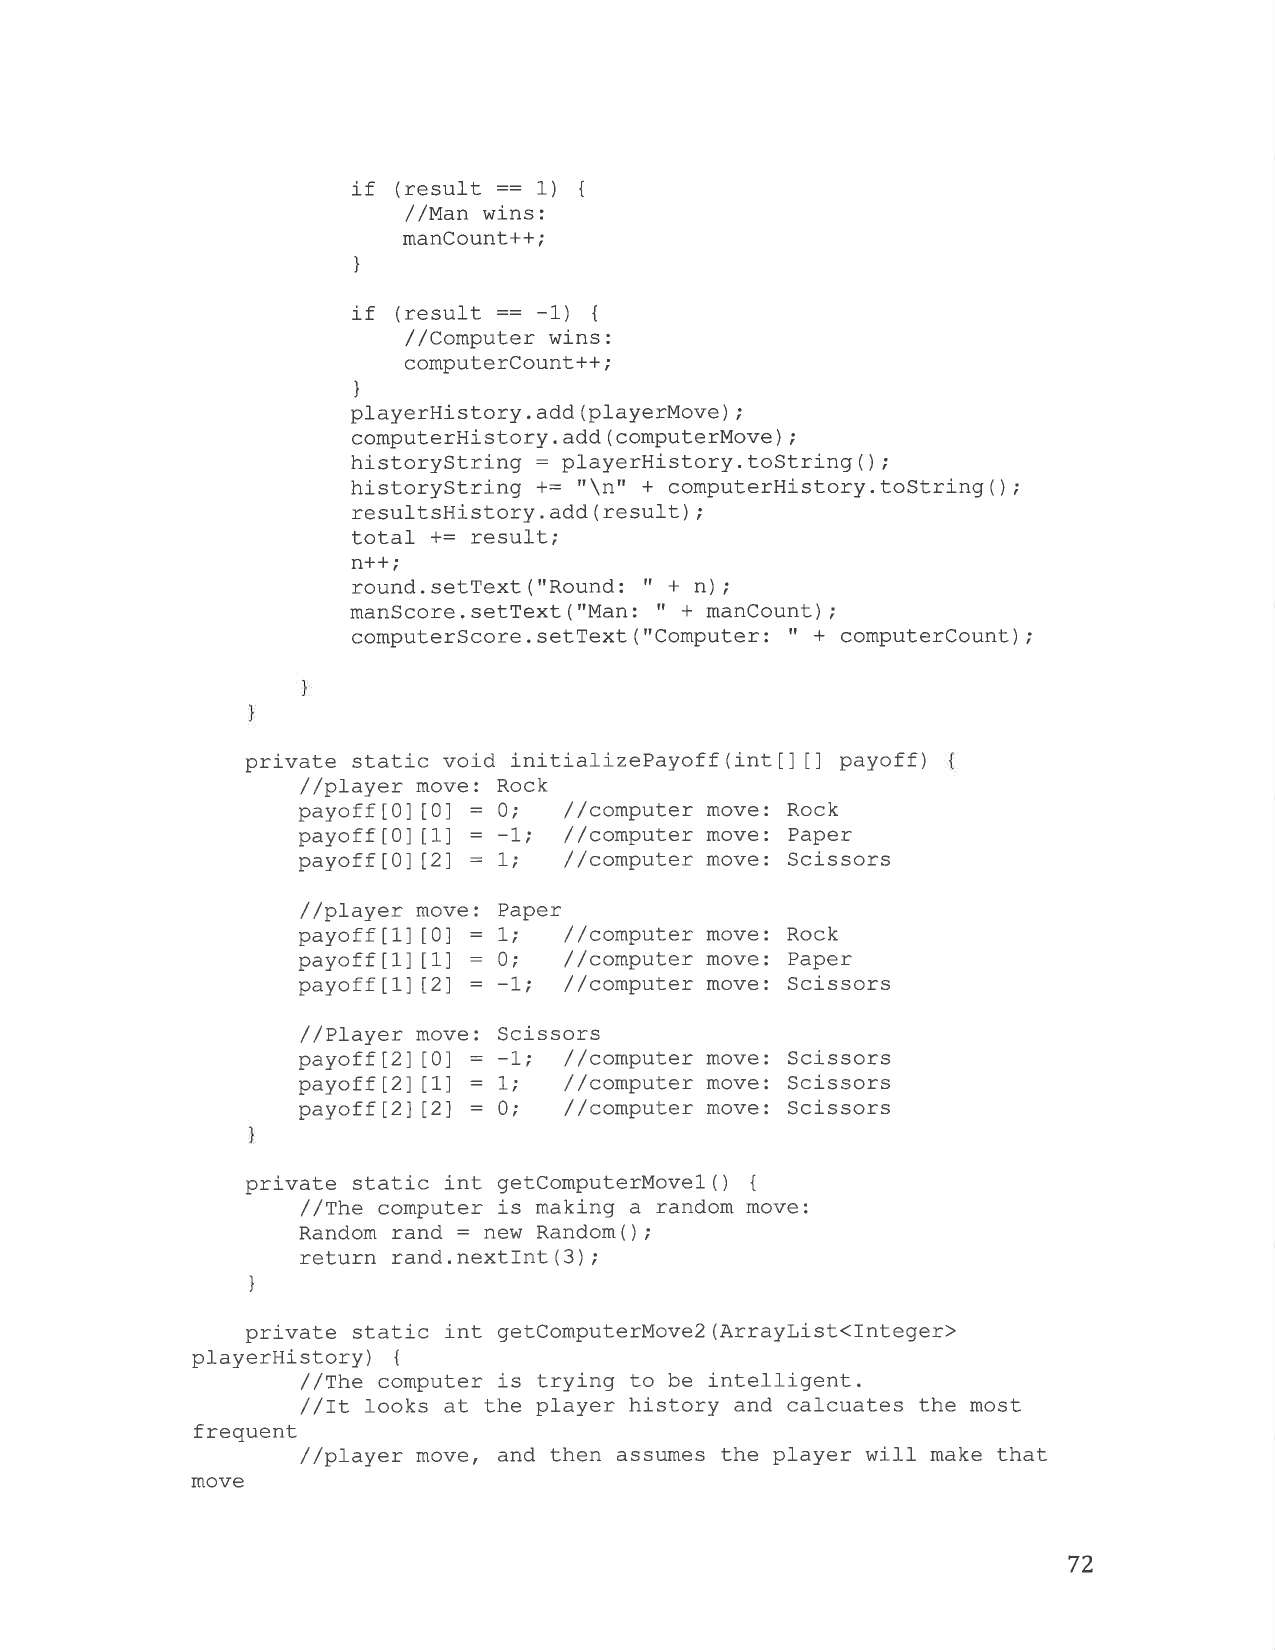 if (result == 1) {
//Man wins:
manCount++;
}
if (result == -1) {
//Computer wins:
computerCount++;
}
playerHistory.add(playerMove);
computerHistory.add(computerMove);
historyString = playerHistory.toString();
historyString += "\n" + computerHistory.toString();
resultsHistory.add(result);
total += result;
n++;
round.setText("Round: " + n);
manScore.setText("Man: " + manCount);
computerScore.setText("Computer: " + computerCount);
}
}
private static void initializePayoff(int[][] payoff) {
//player move: Rock
payoff[0][0] = 0; //computer move: Rock
payoff[0][1] = -1; //computer move: Paper
payoff[0][2] = 1; //computer move: Scissors
//player move: Paper
payoff[1][0] = 1; //computer move: Rock
payoff[1][1] = 0; //computer move: Paper
payoff[1][2] = -1; //computer move: Scissors
//Player move: Scissors
payoff[2][0] = -1; //computer move: Scissors
payoff[2][1] = 1; //computer move: Scissors
payoff[2][2] = 0; //computer move: Scissors
}
private static int getComputerMove1() {
//The computer is making a random move:
Random rand = new Random();
return rand.nextInt(3);
}
private static int getComputerMove2(ArrayList<Integer>
playerHistory) {
//The computer is trying to be intelligent.
//It looks at the player history and calcuates the most
frequent
//player move, and then assumes the player will make that
move
72